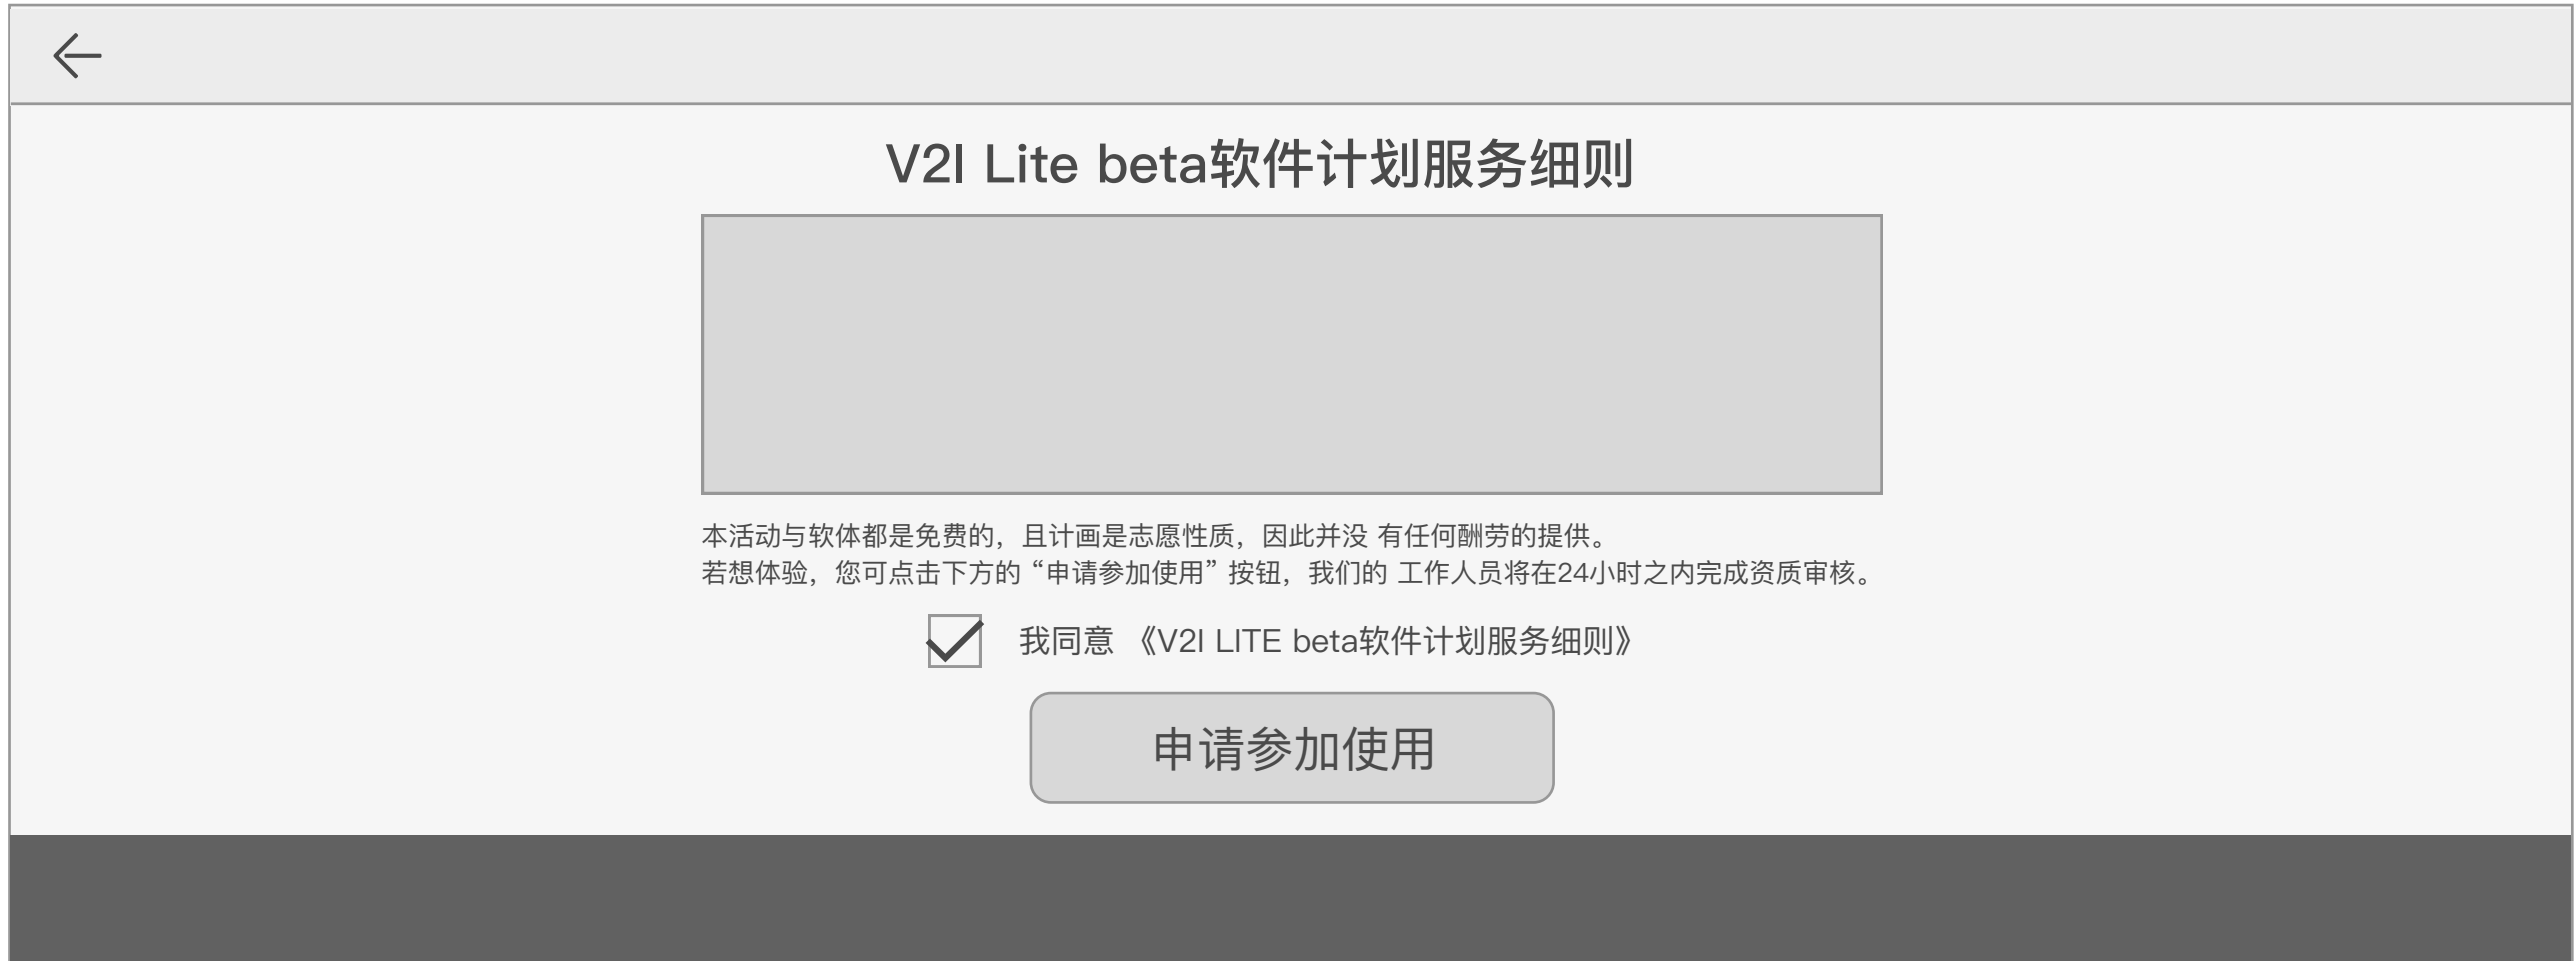 V2I Lite beta软件计划服务细则
本活动与软体都是免费的，且计画是志愿性质，因此并没 有任何酬劳的提供。
若想体验，您可点击下方的“申请参加使用”按钮，我们的 工作人员将在24小时之内完成资质审核。
我同意 《V2I LITE beta软件计划服务细则》
申请参加使用